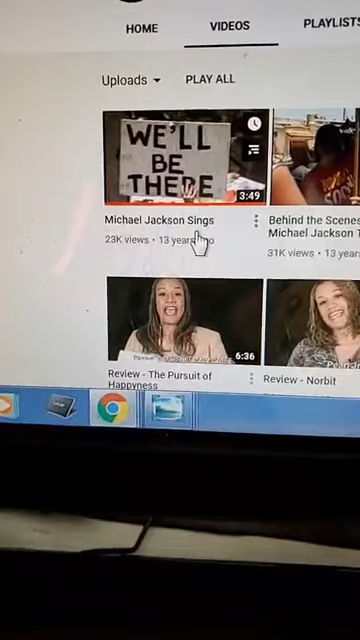 HOME VIDEOS PLAYLISTS
Uploads PLAY ALL
WE'LL
BE
THERE
3:49
Michael Jackson Sings
23K views • 13 years ago
Behind the Scenes
Michael Jackson T
31K views • 13 year
6:36
Review - The Pursuit of
Happyness
Review - Norbit